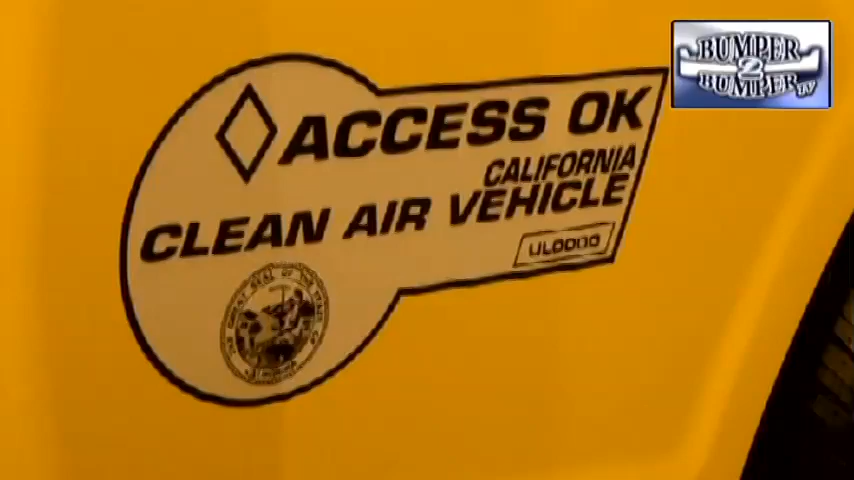 BUMPER
2
BUMPER TV
ACCESS OK
CALIFORNIA
CLEAN AIR VEHICLE